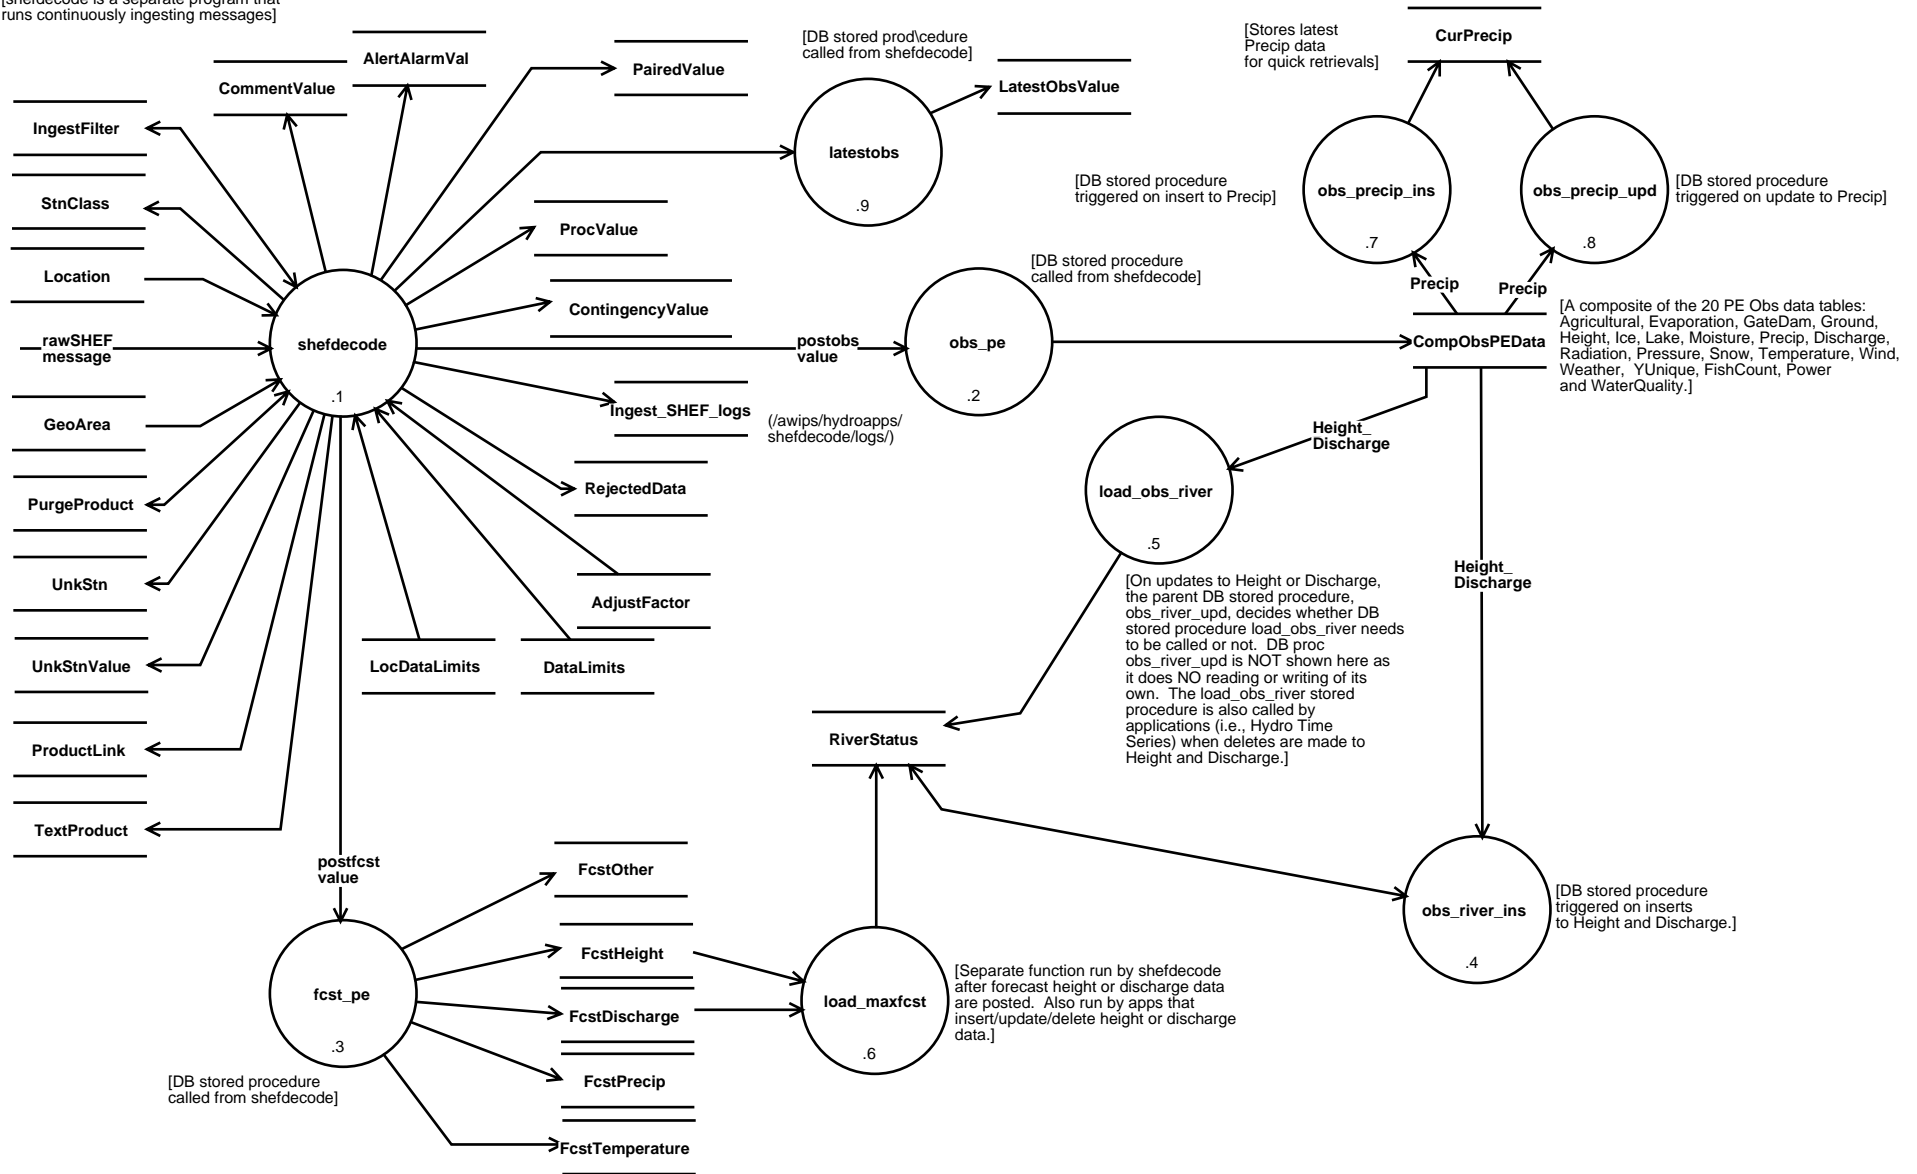 [shefdecode is a separate program that
runs continuously ingesting messages]
AlertAlarmVal
CommentValue
PairedValue
[DB stored prod\cedure
called from shefdecode]
LatestObsValue
[Stores latest
Precip data
for quick retrievals]
CurPrecip
IngestFilter
latestobs
.9
[DB stored procedure
triggered on insert to Precip]
obs_precip_ins
.7
obs_precip_upd
.8
[DB stored procedure
triggered on update to Precip]
StnClass
ProcValue
Location
ContingencyValue
[DB stored procedure
called from shefdecode]
Precip
Precip
rawSHEF
message
shefdecode
.1
postobs
value
obs_pe
.2
CompObsPEData
[A composite of the 20 PE Obs data tables:
Agricultural, Evaporation, GateDam, Ground,
Height, Ice, Lake, Moisture, Precip, Discharge,
Radiation, Pressure, Snow, Temperature, Wind,
Weather, YUnique, FishCount, Power
and WaterQuality.]
GeoArea
Ingest_SHEF_logs
(/awips/hydroapps/
shefdecode/logs/)
Height_
Discharge
PurgeProduct
RejectedData
load_obs_river
.5
UnkStn
AdjustFactor
Height_
Discharge
[On updates to Height or Discharge,
the parent DB stored procedure,
obs_river_upd, decides whether DB
stored procedure load_obs_river needs
to be called or not. DB proc
obs_river_upd is NOT shown here as
it does NO reading or writing of its
own. The load_obs_river stored
procedure is also called by
applications (i.e., Hydro Time
Series) when deletes are made to
Height and Discharge.]
UnkStnValue
LocDataLimits
DataLimits
ProductLink
RiverStatus
TextProduct
postfcst
value
FcstOther
obs_river_ins
.4
[DB stored procedure
triggered on inserts
to Height and Discharge.]
fcst_pe
.3
FcstHeight
FcstDischarge
load_maxfcst
.6
[Separate function run by shefdecode
after forecast height or discharge data
are posted. Also run by apps that
insert/update/delete height or discharge
data.]
FcstPrecip
[DB stored procedure
called from shefdecode]
FcstTemperature